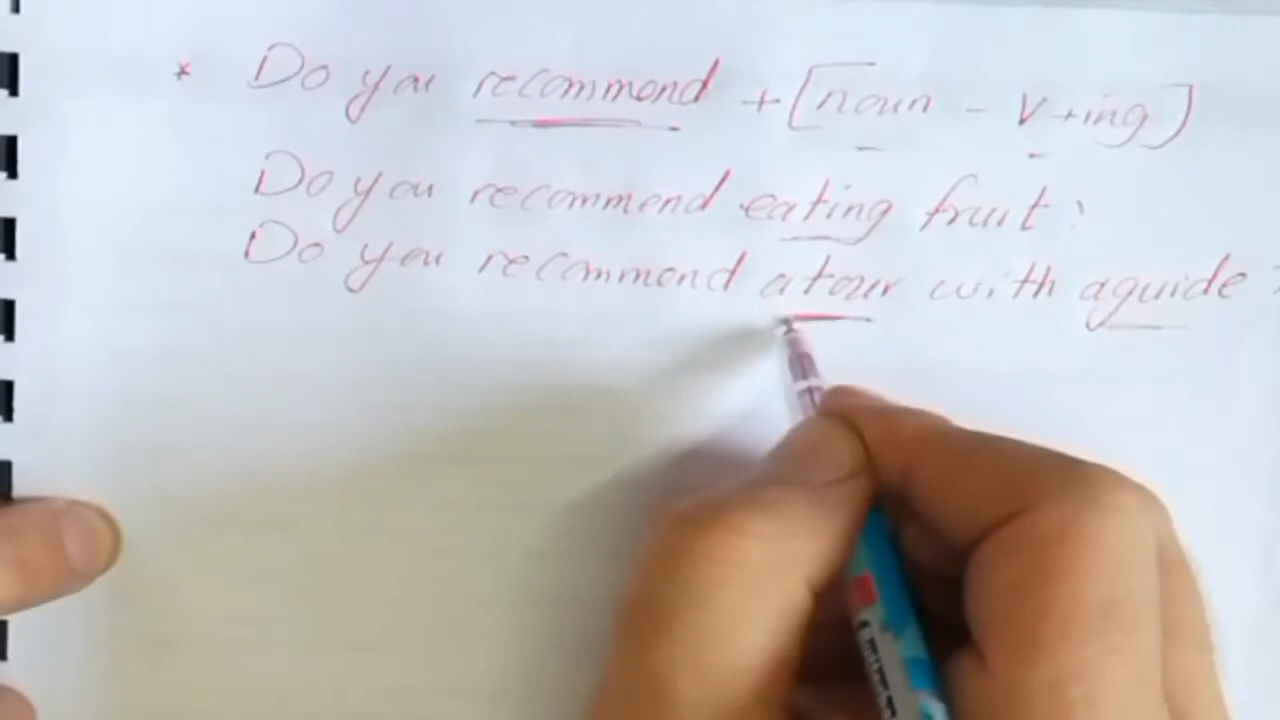 * Do you recommend + [noun - V+ing]
Do you recommend eating fruit?
Do you recommend a tour with a guide?